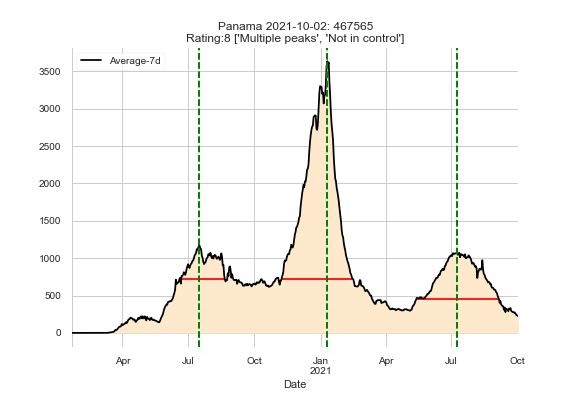 Panama 2021-10-02: 467565
Rating:8 ['Multiple peaks', 'Not in control']
Average-7d
3500
3000
2500
2000
1500
1000
500
0
Apr Jul Oct Jan Apr Jul Oct
2021
Date